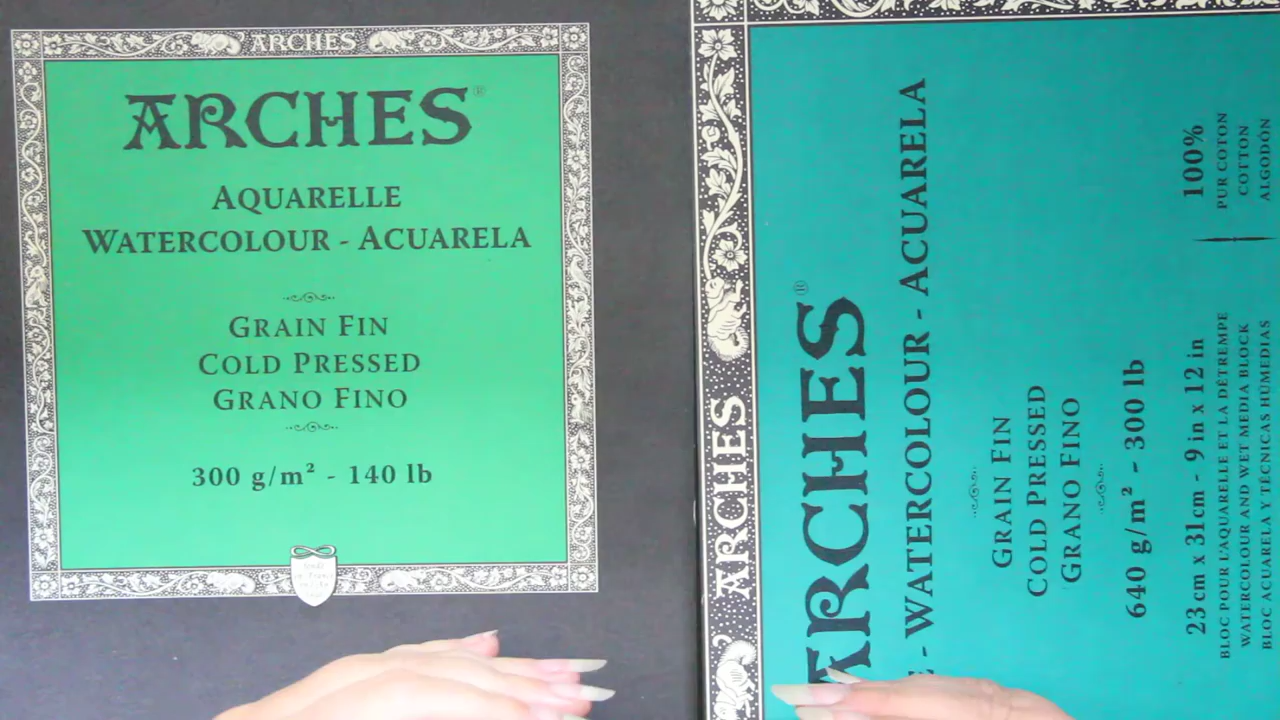 ARCHES
ARCHES®
AQUARELLE
WATERCOLOUR - ACUARELA
GRAIN FIN
COLD PRESSED
GRANO FINO
300 g/m² - 140 lb
ARCHES
ARCHES®
- WATERCOLOUR - ACUARELA
GRAIN FIN
COLD PRESSED
GRANO FINO
640 g/m² - 300 lb
23 cm x 31 cm - 9 in x 12 in
BLOC POUR L'AQUARELLE ET LA DÉTREMPE
WATERCOLOUR AND WET MEDIA BLOCK
BLOC ACUARELA Y TÉCNICAS HÚMEDAS
100%
PUR COTON
COTTON
ALGODÓN